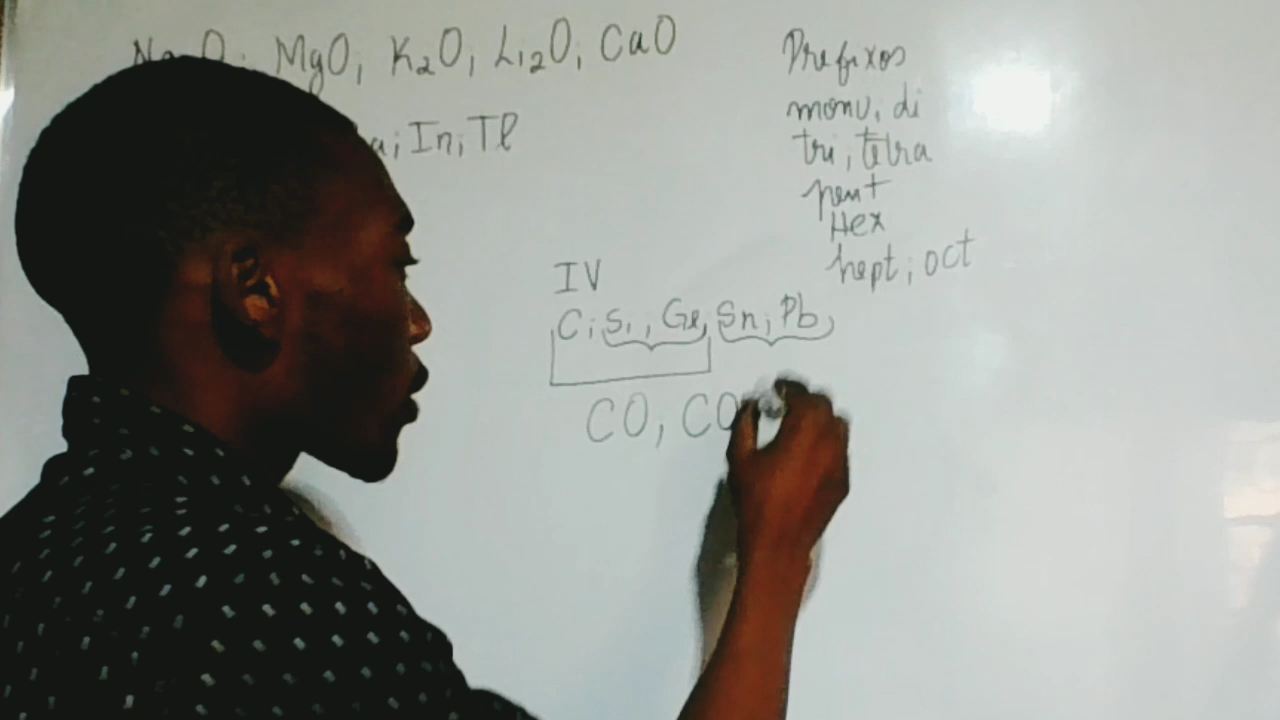 MgO; K₂O; Li₂O; CaO
In; Tl
Prefixos
mono, di
tri, tetra
pent
Hex
hept; oct
IV
C; Si, Ge, Sn; Pb,
CO, CO